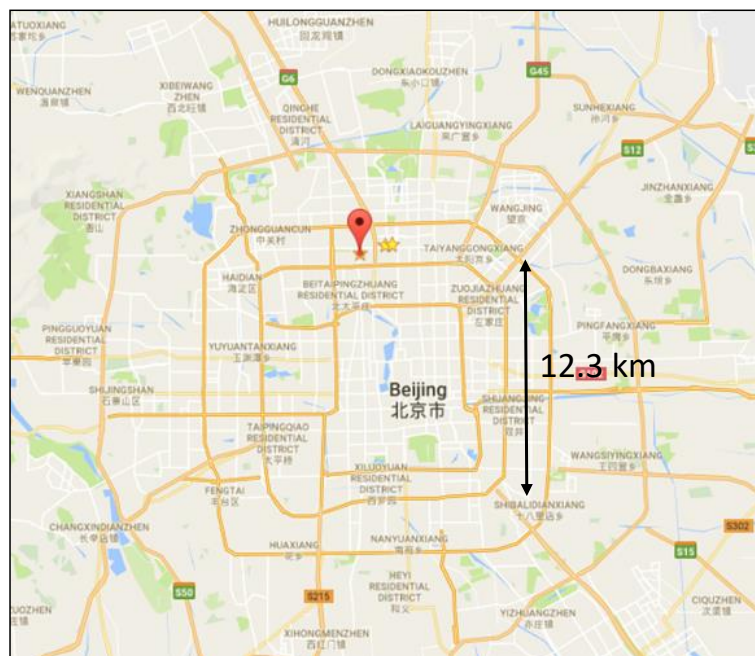 ATUOXIANG
苏家坨乡
HUILONGGUANZHEN
回龙观镇
G6
DONGXIAOKOUZHEN
东小口镇
G45
WENQUANZHEN
温泉镇
XIBEIWANG
ZHEN
西北旺镇
QINGHE
RESIDENTIAL
DISTRICT
清河
SUNHEXIANG
孙河乡
LAIGUANGYINGXIANG
来广营乡
S12
XIANGSHAN
RESIDENTIAL
DISTRICT
香山
JINZHANXIANG
金盏乡
WANGJING
望京
ZHONGGUANCUN
中关村
TAIYANGGONGXIANG
太阳宫乡
HAIDIAN
海淀区
BEITAIPINGZHUANG
RESIDENTIAL DISTRICT
北太平庄
ZUOJIAZHUANG
RESIDENTIAL
DISTRICT
左家庄
DONGBAXIANG
东坝乡
PINGGUOYUAN
RESIDENTIAL
DISTRICT
苹果园
YUYUANTANXIANG
玉渊潭乡
PINGFANGXIANG
平房乡
12.3 km
SHIJINGSHAN
石景山区
Beijing
北京市
SHUANGJING
RESIDENTIAL
DISTRICT
双井
TAIPINGQIAO
RESIDENTIAL
DISTRICT
太平桥
WANGSIYINGXIANG
王四营乡
XILUOYUAN
RESIDENTIAL
DISTRICT
西罗园
FENGTAI
丰台区
SHIBALIDIANXIANG
十八里店乡
CHANGXINDIANZHEN
长辛店镇
S302
HUAXIANG
花乡
NANYUANXIANG
南苑乡
S15
HEYI
RESIDENTIAL
DISTRICT
和义
S50
S215
CIQUZHEN
次渠镇
YIZHUANGZHEN
亦庄镇
UOZHEN
佐镇
XIHONGMENZHEN
西红门镇